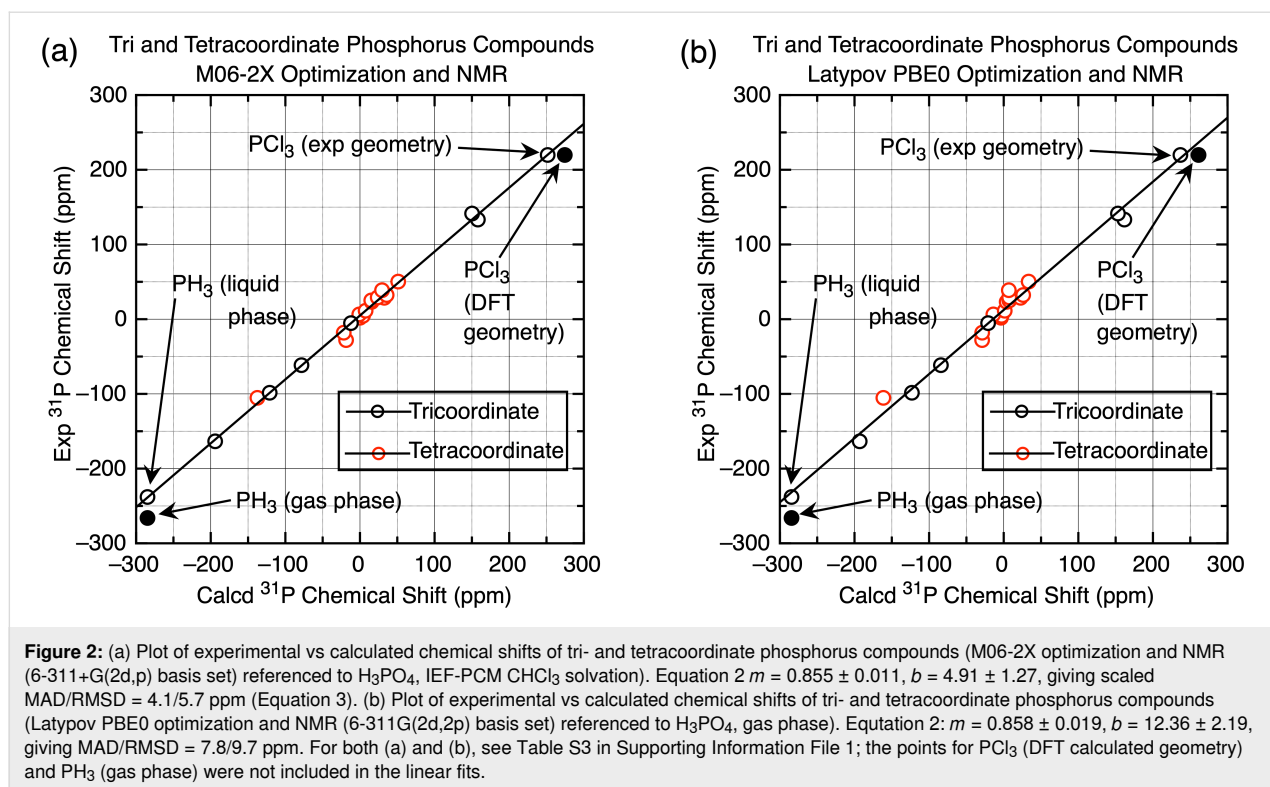 (a) Tri and Tetracoordinate Phosphorus Compounds
M06-2X Optimization and NMR
300
200
100
0
–100
–200
–300
Exp ³¹P Chemical Shift (ppm)
PCl₃ (exp geometry)
PH₃ (liquid
phase)
PCl₃
(DFT
geometry)
Tricoordinate
Tetracoordinate
PH₃ (gas phase)
–300 –200 –100 0 100 200 300
Calcd ³¹P Chemical Shift (ppm)
(b) Tri and Tetracoordinate Phosphorus Compounds
Latypov PBE0 Optimization and NMR
300
200
100
0
–100
–200
–300
Exp ³¹P Chemical Shift (ppm)
PCl₃ (exp geometry)
PH₃ (liquid
phase)
PCl₃
(DFT
geometry)
Tricoordinate
Tetracoordinate
PH₃ (gas phase)
–300 –200 –100 0 100 200 300
Calcd ³¹P Chemical Shift (ppm)
Figure 2: (a) Plot of experimental vs calculated chemical shifts of tri- and tetracoordinate phosphorus compounds (M06-2X optimization and NMR
(6-311+G(2d,p) basis set) referenced to H₃PO₄, IEF-PCM CHCl₃ solvation). Equation 2 m = 0.855 ± 0.011, b = 4.91 ± 1.27, giving scaled
MAD/RMSD = 4.1/5.7 ppm (Equation 3). (b) Plot of experimental vs calculated chemical shifts of tri- and tetracoordinate phosphorus compounds
(Latypov PBE0 optimization and NMR (6-311G(2d,2p) basis set) referenced to H₃PO₄, gas phase). Equtation 2: m = 0.858 ± 0.019, b = 12.36 ± 2.19,
giving MAD/RMSD = 7.8/9.7 ppm. For both (a) and (b), see Table S3 in Supporting Information File 1; the points for PCl₃ (DFT calculated geometry)
and PH₃ (gas phase) were not included in the linear fits.